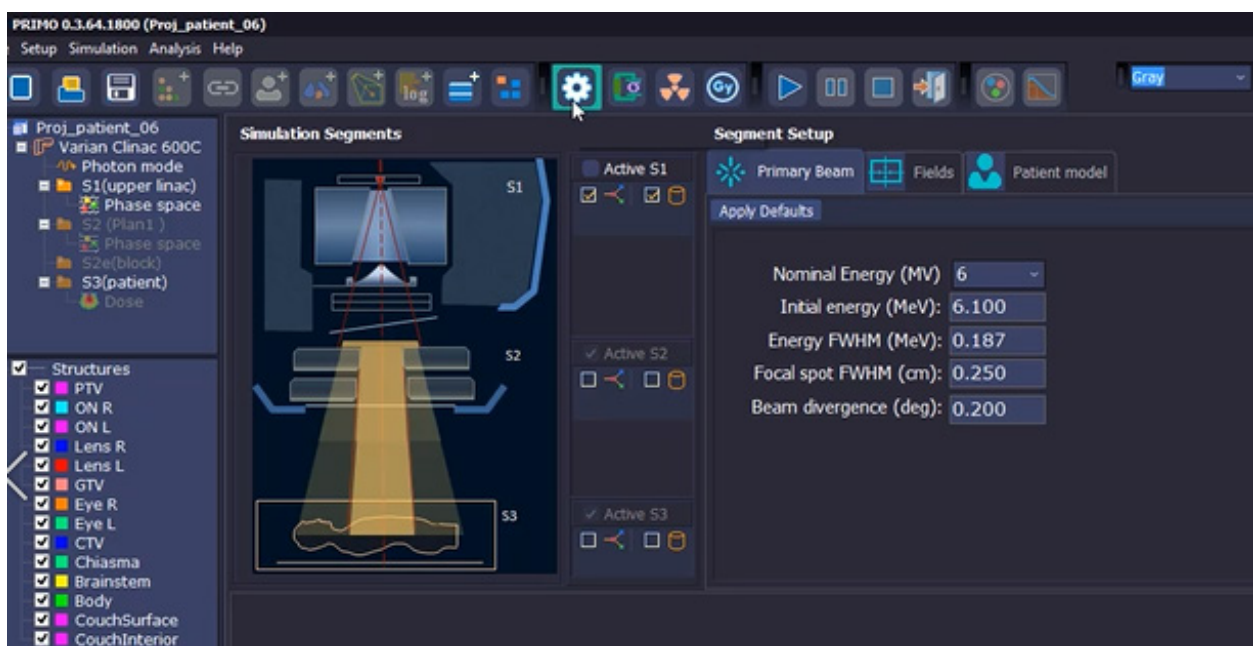 PRIMO 0.3.64.1800 (Proj_patient_06)
Setup Simulation Analysis Help
log
Gy
Gray
Proj_patient_06
Varian Clinac 600C
Photon mode
S1(upper linac)
Phase space
S2 (Plan1 )
Phase space
S2e(block)
S3(patient)
Dose
Structures
PTV
ON R
ON L
Lens R
Lens L
GTV
Eye R
Eye L
CTV
Chiasma
Brainstem
Body
CouchSurface
CouchInterior
Simulation Segments
S1
S2
S3
Active S1
Active S2
Active S3
Segment Setup
Primary Beam Fields Patient model
Apply Defaults
Nominal Energy (MV) 6
Initial energy (MeV): 6.100
Energy FWHM (MeV): 0.187
Focal spot FWHM (cm): 0.250
Beam divergence (deg): 0.200